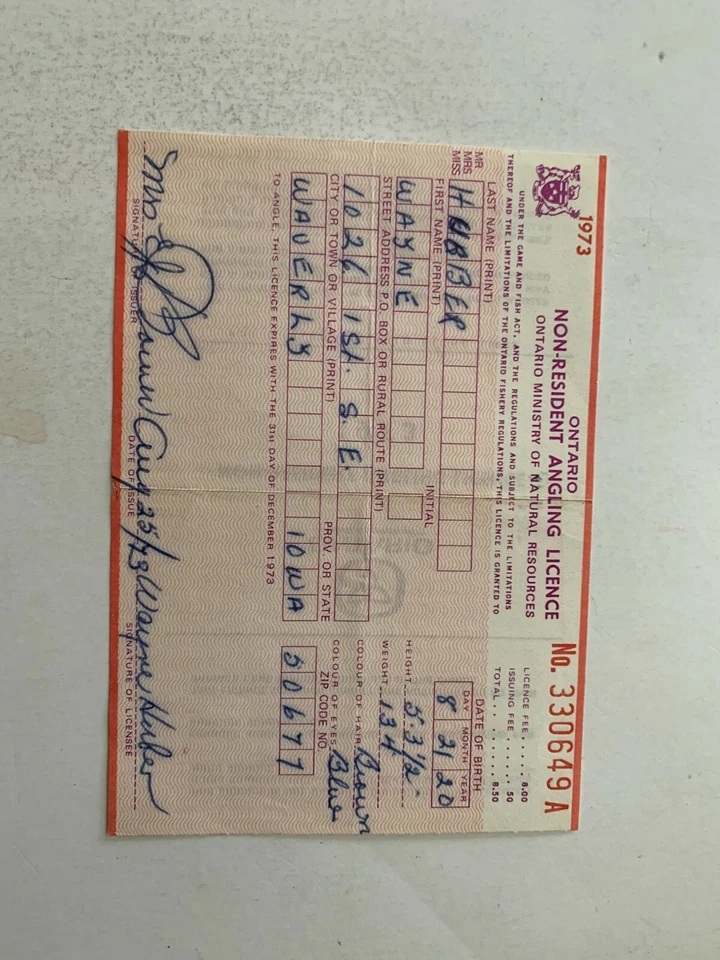 1973
ONTARIO
NON-RESIDENT ANGLING LICENCE
ONTARIO MINISTRY OF NATURAL RESOURCES
No. 330649 A
UNDER THE GAME AND FISH ACT, AND THE REGULATIONS AND SUBJECT TO THE LIMITATIONS
THEREOF AND THE LIMITATIONS OF THE ONTARIO FISHERY REGULATIONS, THIS LICENCE IS GRANTED TO
LICENCE FEE..... 8.00
ISSUING FEE...... 50
TOTAL......... 8.50
MR
MRS
MISS
LAST NAME (PRINT)
HUBBER
FIRST NAME (PRINT)
INITIAL
WAYNE
STREET ADDRESS P.O. BOX OR RURAL ROUTE (PRINT)
1026 1st. S. E.
CITY OR TOWN OR VILLAGE (PRINT)
PROV. OR STATE
WAVERLY IOWA
ZIP CODE NO.
50677
DATE OF BIRTH
DAY MONTH YEAR
8 2 20
HEIGHT 5.3 1/2
WEIGHT 134
COLOUR OF HAIR Brown
COLOUR OF EYES Blue
TO ANGLE, THIS LICENCE EXPIRES WITH THE 31st DAY OF DECEMBER 1973
Mrs Aug 25/73 Wayne Huber
SIGNATURE OF ISSUER
DATE OF ISSUE
SIGNATURE OF LICENSEE